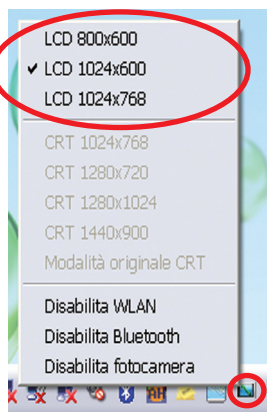 LCD 800x600
LCD 1024x600
LCD 1024x768
CRT 1024x768
CRT 1280x720
CRT 1280x1024
CRT 1440x900
Modalità originale CRT
Disabilita WLAN
Disabilita Bluetooth
Disabilita fotocamera